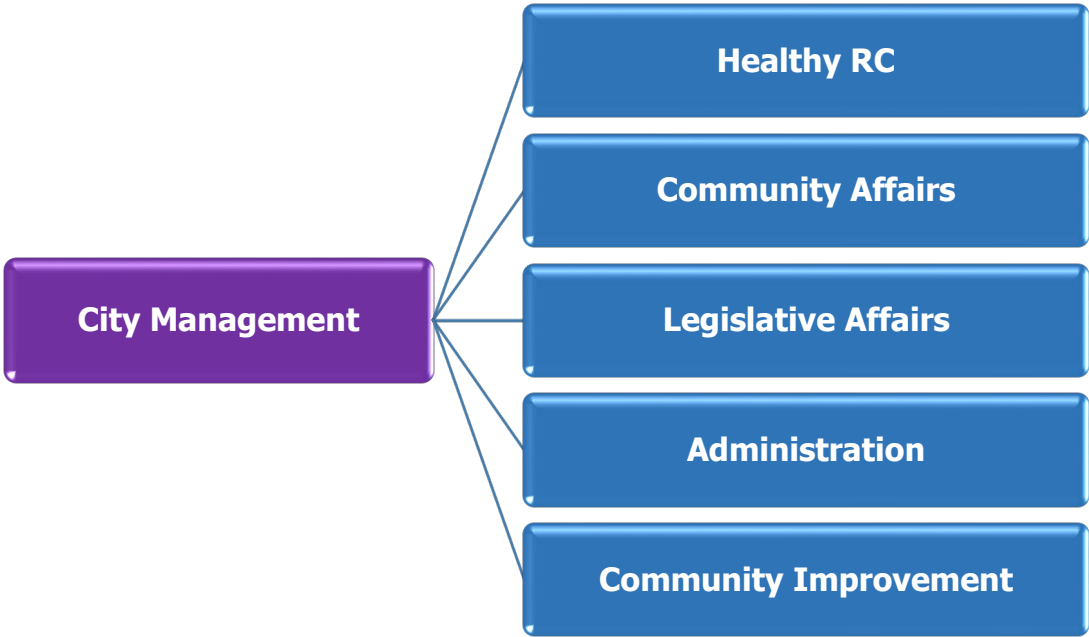 Healthy RC
Community Affairs
City Management
Legislative Affairs
Administration
Community Improvement